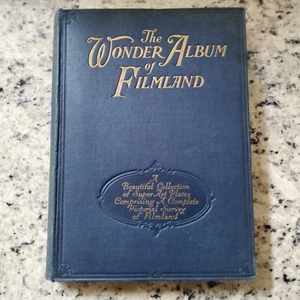 The
WONDER ALBUM
of
FILMLAND
A
Beautiful Collection
of Super Art Plates
Comprising A Complete
Pictorial Survey
of Filmland